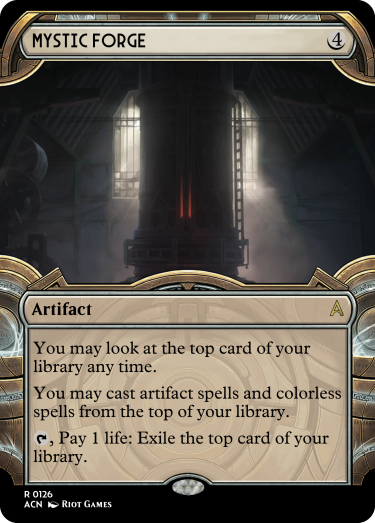 MYSTIC FORGE 4
Artifact
You may look at the top card of your
library any time.
You may cast artifact spells and colorless
spells from the top of your library.
, Pay 1 life: Exile the top card of your
library.
R 0126
ACN RIOT GAMES